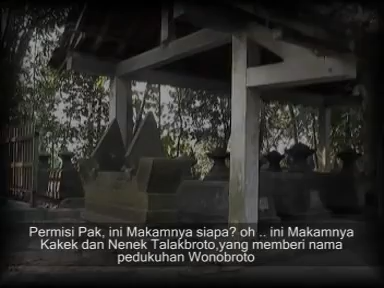 Permisi Pak, ini Makamnya siapa? oh .. ini Makamnya
Kakek dan Nenek Talakbroto,yang memberi nama
pedukuhan Wonobroto